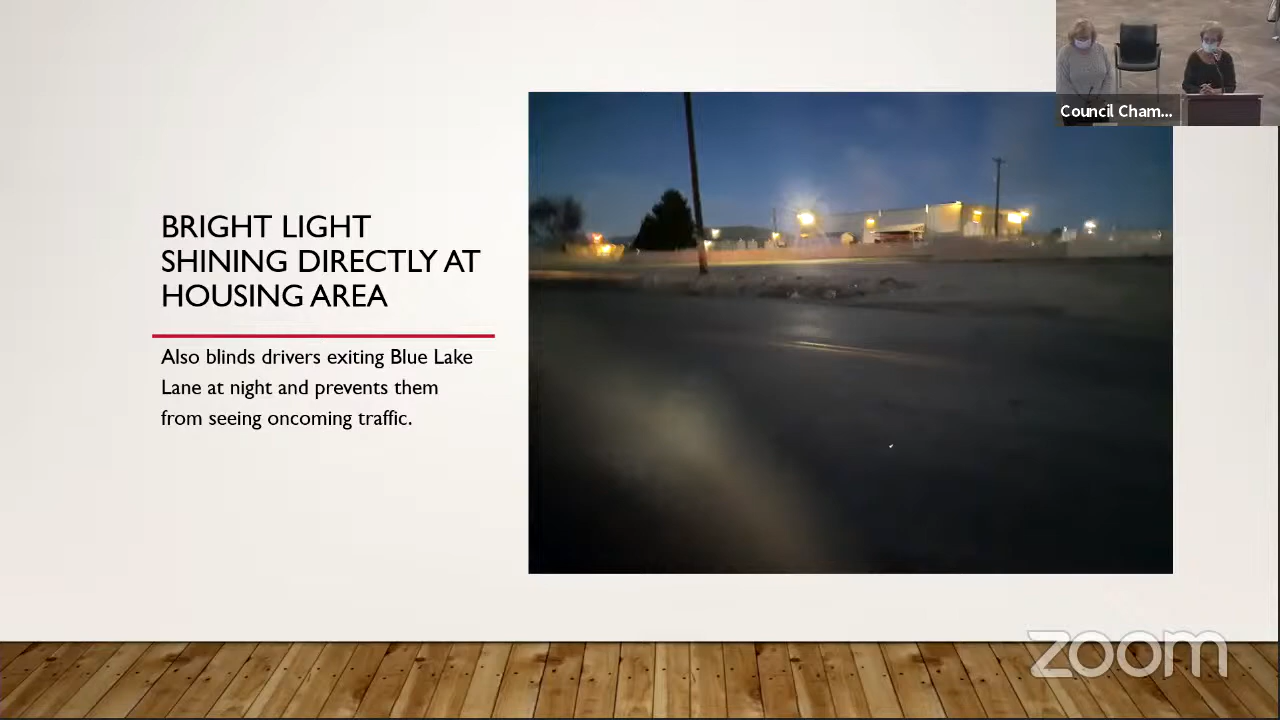 Council Cham...
BRIGHT LIGHT
SHINING DIRECTLY AT
HOUSING AREA
Also blinds drivers exiting Blue Lake
Lane at night and prevents them
from seeing oncoming traffic.
zoom